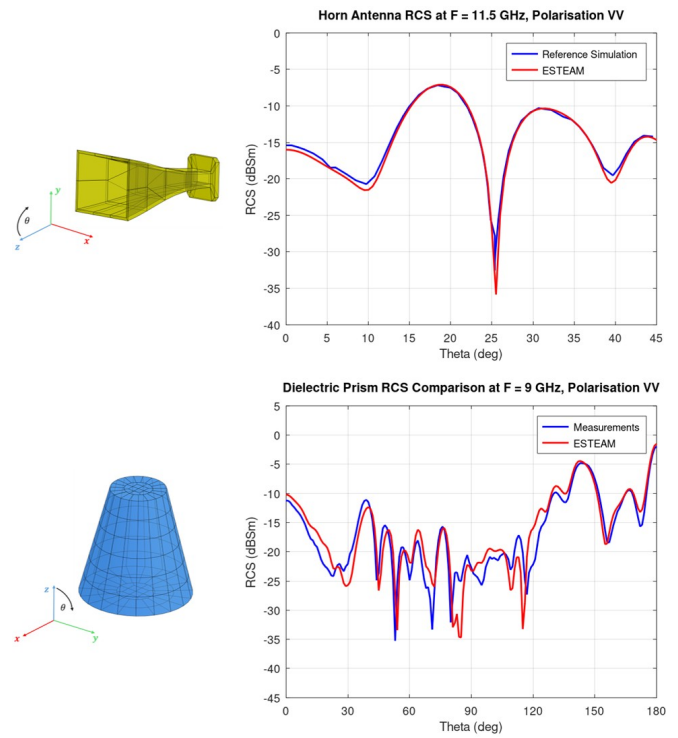 Horn Antenna RCS at F = 11.5 GHz, Polarisation VV
0
-5
-10
-15
-20
-25
-30
-35
-40
RCS (dBSm)
Reference Simulation
ESTEAM
0
5
10
15
20
25
30
35
40
45
Theta (deg)
y
θ
z
x
Dielectric Prism RCS Comparison at F = 9 GHz, Polarisation VV
5
0
-5
-10
-15
-20
-25
-30
-35
-40
-45
RCS (dBSm)
Measurements
ESTEAM
0
30
60
90
120
150
180
Theta (deg)
z
θ
x
y